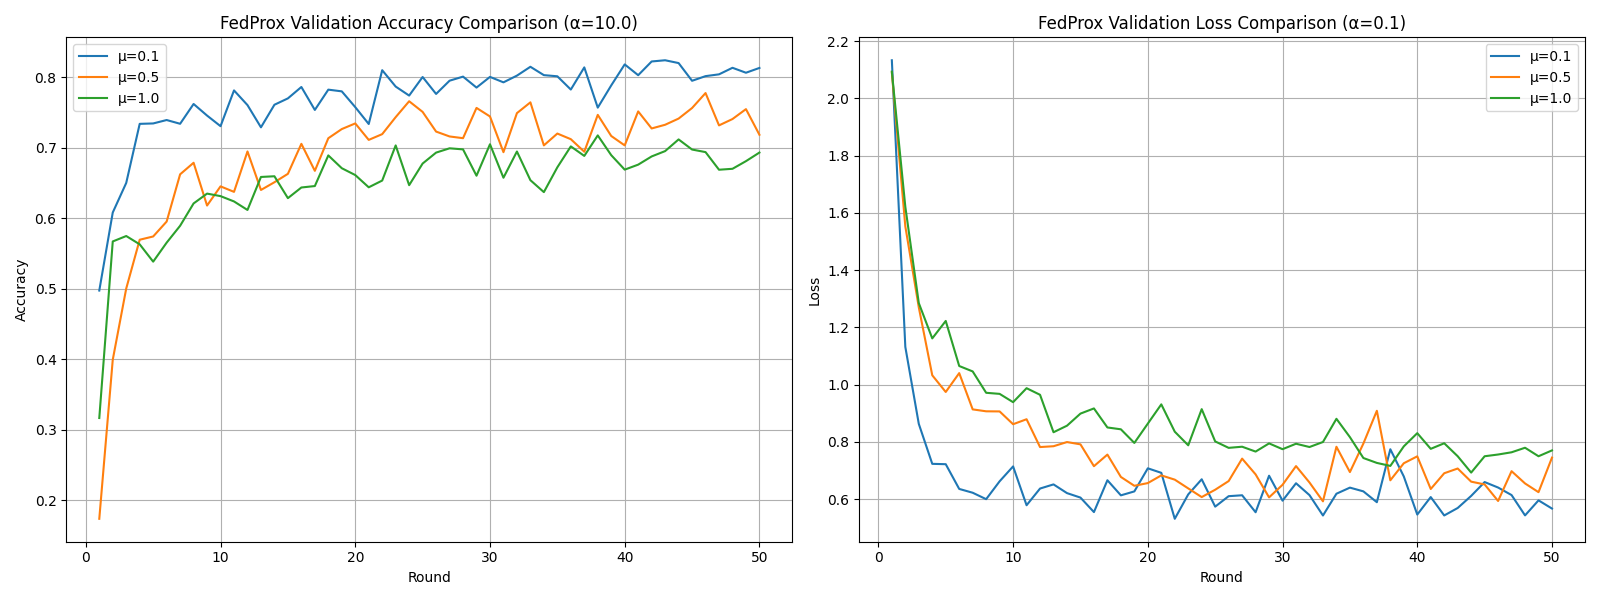 FedProx Validation Accuracy Comparison (α=10.0)
μ=0.1
μ=0.5
μ=1.0
Accuracy
0.8
0.7
0.6
0.5
0.4
0.3
0.2
0
10
20
30
40
50
Round
FedProx Validation Loss Comparison (α=0.1)
μ=0.1
μ=0.5
μ=1.0
Loss
2.2
2.0
1.8
1.6
1.4
1.2
1.0
0.8
0.6
0
10
20
30
40
50
Round